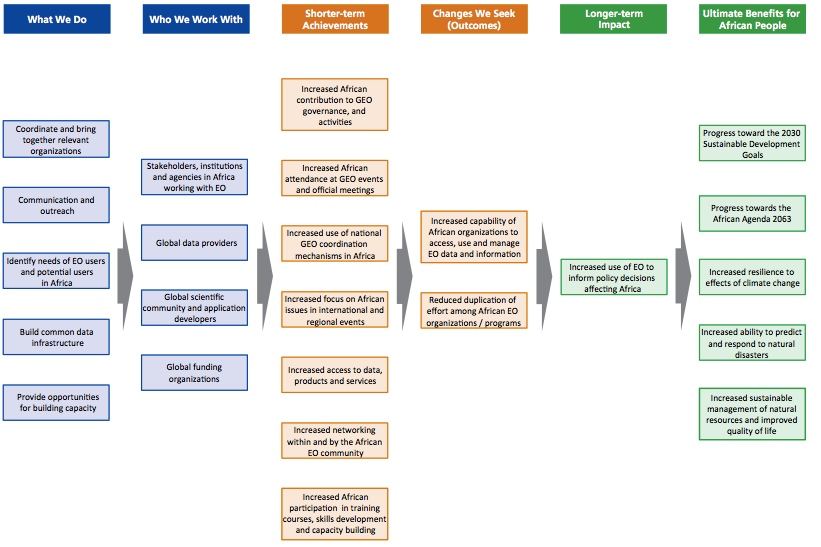 What We Do
Who We Work With
Shorter-term
Achievements
Changes We Seek
(Outcomes)
Longer-term
Impact
Ultimate Benefits for
African People
Coordinate and bring
together relevant
organizations
Communication and
outreach
Identify needs of EO users
and potential users
in Africa
Build common data
infrastructure
Provide opportunities
for building capacity
Stakeholders, institutions
and agencies in Africa
working with EO
Global data providers
Global scientific
community and application
developers
Global funding
organizations
Increased African
contribution to GEO
governance, and
activities
Increased African
attendance at GEO events
and official meetings
Increased use of national
GEO coordination
mechanisms in Africa
Increased focus on African
issues in international and
regional events
Increased access to data,
products and services
Increased networking
within and by the African
EO community
Increased African
participation in training
courses, skills development
and capacity building
Increased capability of
African organizations to
access, use and manage
EO data and information
Reduced duplication of
effort among African EO
organizations / programs
Increased use of EO to
inform policy decisions
affecting Africa
Progress toward the 2030
Sustainable Development
Goals
Progress towards the
African Agenda 2063
Increased resilience to
effects of climate change
Increased ability to predict
and respond to natural
disasters
Increased sustainable
management of natural
resources and improved
quality of life